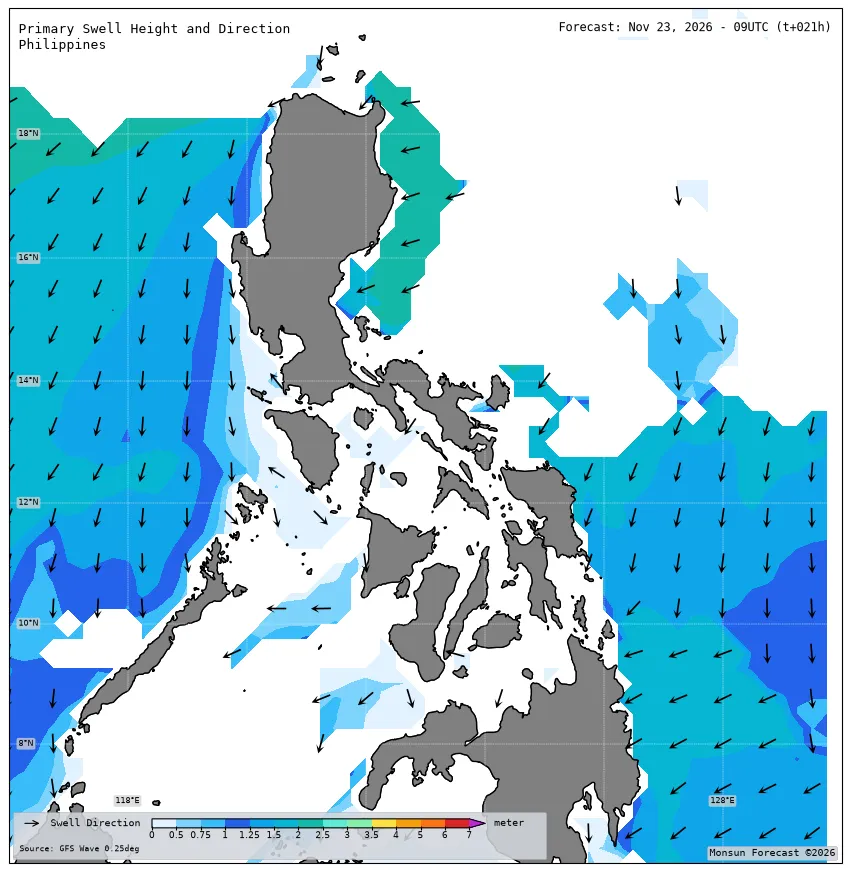 Primary Swell Height and Direction
Philippines
Forecast: Nov 23, 2026 - 09UTC (t+021h)
18°N
16°N
14°N
12°N
10°N
8°N
118°E
128°E
Swell Direction
0 0.5 0.75 1 1.25 1.5 2 2.5 3 3.5 4 5 6 7
meter
Source: GFS Wave 0.25deg
Monsun Forecast ©2026